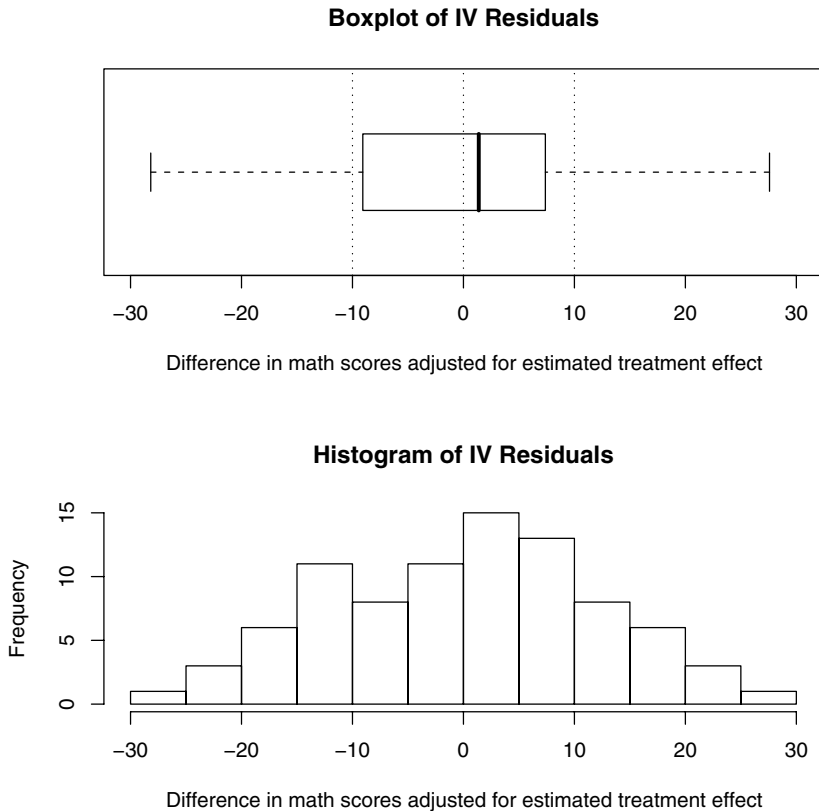 Boxplot of IV Residuals
−30 −20 −10 0 10 20 30
Difference in math scores adjusted for estimated treatment effect
Histogram of IV Residuals
Frequency
15
10
5
0
−30 −20 −10 0 10 20 30
Difference in math scores adjusted for estimated treatment effect